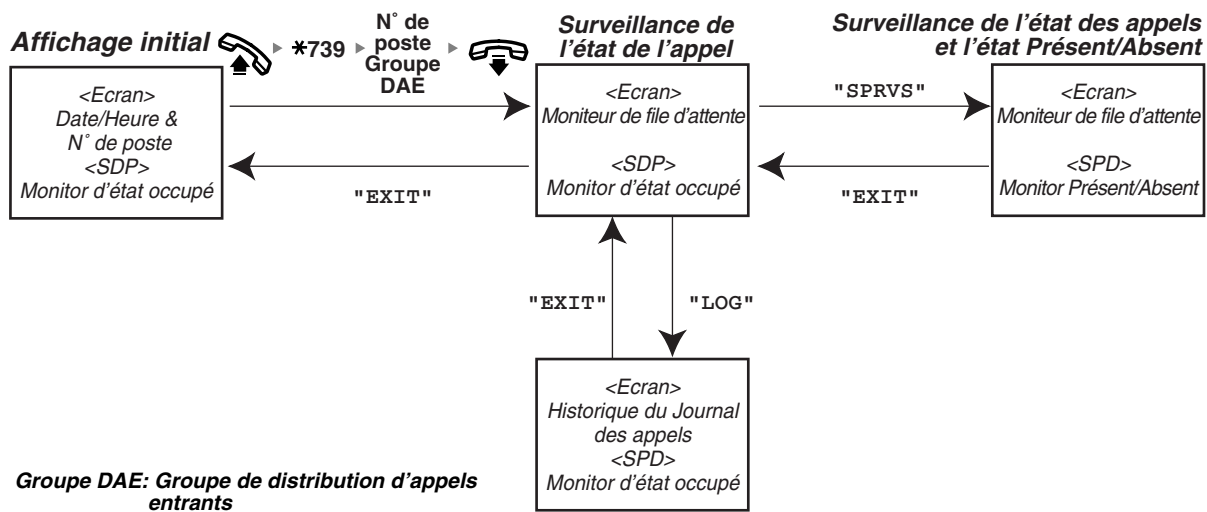 Affichage initial
*739
N° de
poste
Groupe
DAE
Surveillance de
l'état de l'appel
Surveillance de l'état des appels
et l'état Présent/Absent
<Ecran>
Date/Heure &
N° de poste
<SDP>
Monitor d'état occupé
"EXIT"
<Ecran>
Moniteur de file d'attente
<SDP>
Monitor d'état occupé
"SPRVS"
"EXIT"
<Ecran>
Moniteur de file d'attente
<SPD>
Monitor Présent/Absent
"EXIT"
"LOG"
<Ecran>
Historique du Journal
des appels
<SPD>
Monitor d'état occupé
Groupe DAE: Groupe de distribution d'appels
entrants